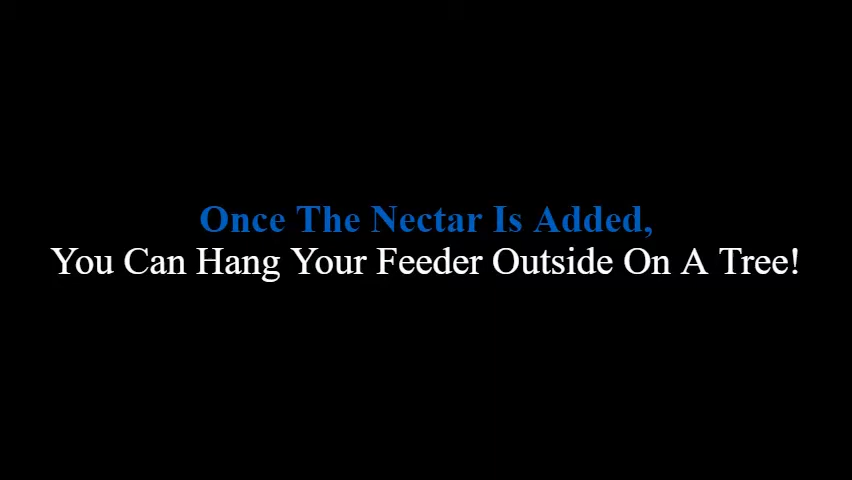 Once The Nectar Is Added,
You Can Hang Your Feeder Outside On A Tree!